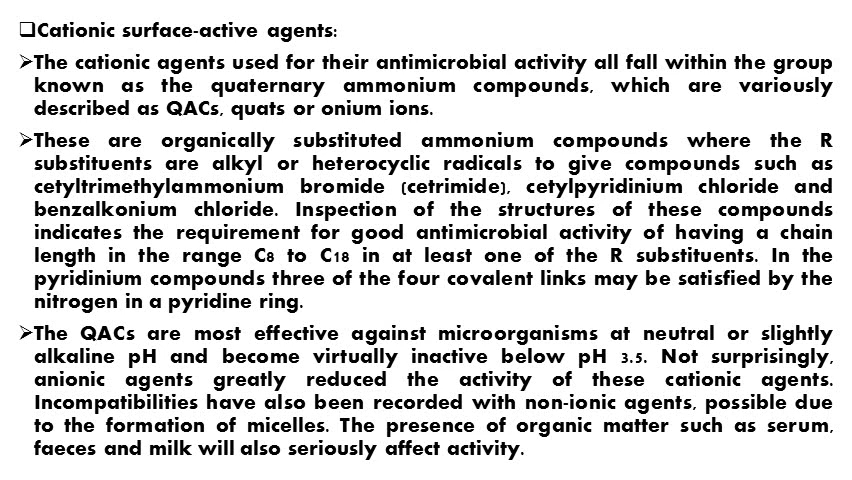 ❑Cationic surface-active agents:
➢The cationic agents used for their antimicrobial activity all fall within the group
known as the quaternary ammonium compounds, which are variously
described as QACs, quats or onium ions.
➢These are organically substituted ammonium compounds where the R
substituents are alkyl or heterocyclic radicals to give compounds such as
cetyltrimethylammonium bromide (cetrimide), cetylpyridinium chloride and
benzalkonium chloride. Inspection of the structures of these compounds
indicates the requirement for good antimicrobial activity of having a chain
length in the range C8 to C18 in at least one of the R substituents. In the
pyridinium compounds three of the four covalent links may be satisfied by the
nitrogen in a pyridine ring.
➢The QACs are most effective against microorganisms at neutral or slightly
alkaline pH and become virtually inactive below pH 3.5. Not surprisingly,
anionic agents greatly reduced the activity of these cationic agents.
Incompatibilities have also been recorded with non-ionic agents, possible due
to the formation of micelles. The presence of organic matter such as serum,
faeces and milk will also seriously affect activity.